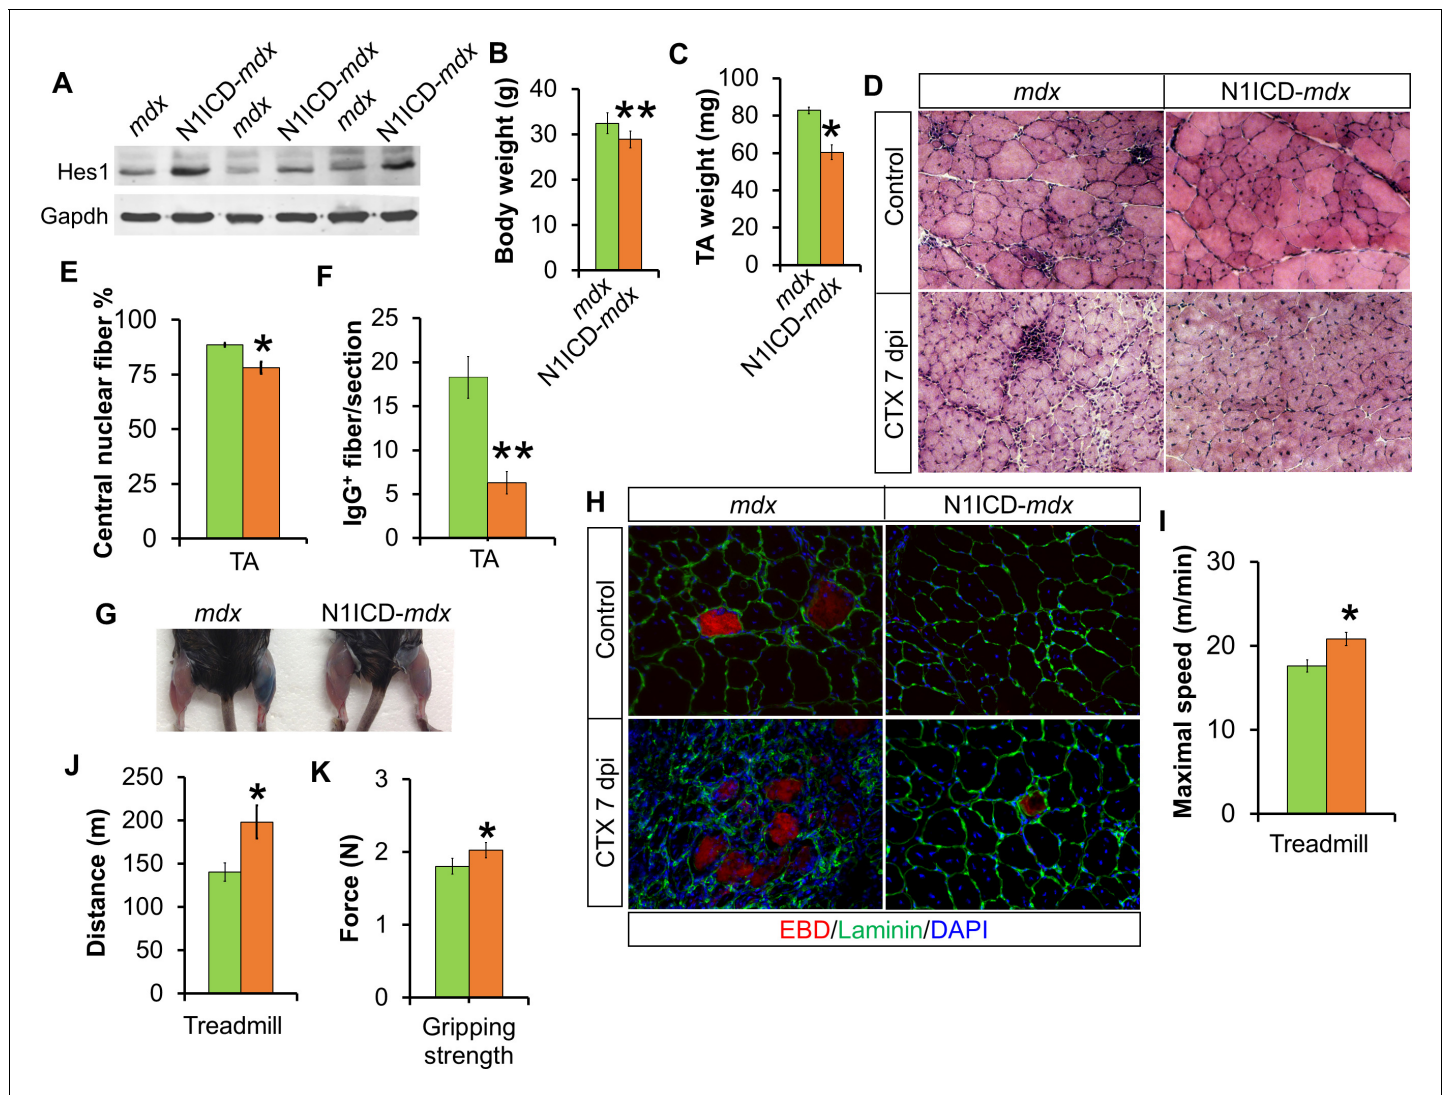 A
mdx
N1ICD-mdx
mdx
N1ICD-mdx
mdx
N1ICD-mdx
Hes1
Gapdh
B
Body weight (g)
40
30
20
10
0
**
mdx
N1ICD-mdx
C
TA weight (mg)
100
80
60
40
20
0
*
mdx
N1ICD-mdx
D
mdx
N1ICD-mdx
Control
CTX 7 dpi
E
Central nuclear fiber %
100
75
50
25
0
*
TA
F
IgG+ fiber/section
25
20
15
10
5
0
**
TA
G
mdx
N1ICD-mdx
H
mdx
N1ICD-mdx
Control
CTX 7 dpi
EBD/Laminin/DAPI
I
Maximal speed (m/min)
30
20
10
0
*
Treadmill
J
Distance (m)
250
200
150
100
50
0
*
Treadmill
K
Force (N)
3
2
1
0
*
Gripping
strength